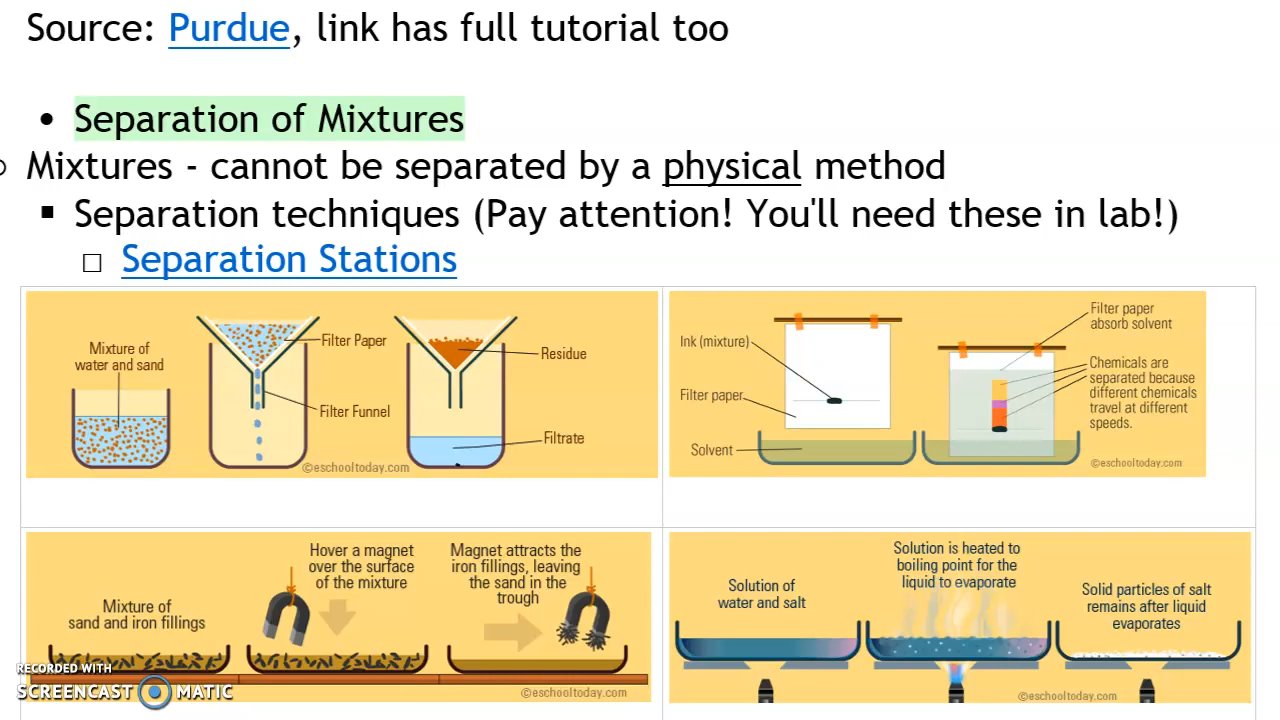 Source: Purdue, link has full tutorial too
• Separation of Mixtures
○ Mixtures - cannot be separated by a physical method
▪ Separation techniques (Pay attention! You'll need these in lab!)
□ Separation Stations
Mixture of
water and sand
Filter Paper
Filter Funnel
Residue
Filtrate
©eschooltoday.com
Ink (mixture)
Filter paper
Solvent
Filter paper
absorb solvent
Chemicals are
separated because
different chemicals
travel at different
speeds.
©eschooltoday.com
Mixture of
sand and iron fillings
Hover a magnet
over the surface
of the mixture
Magnet attracts the
iron fillings, leaving
the sand in the
trough
©eschooltoday.com
Solution of
water and salt
Solution is heated to
boiling point for the
liquid to evaporate
Solid particles of salt
remains after liquid
evaporates
©eschooltoday.com
RECORDED WITH
SCREENCAST MATIC